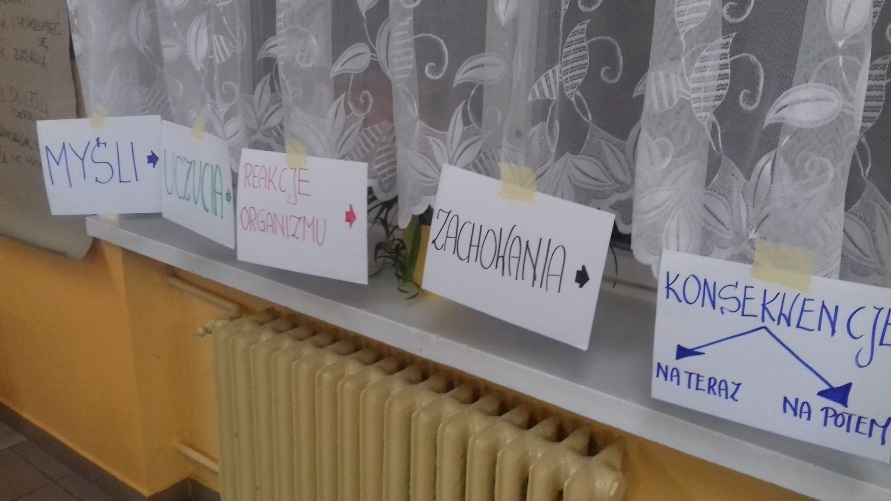 MYŚLI
UCZUCIA
REAKCJE
ORGANIZMU
ZACHOWANIA
KONSEKWENCJE
NA TERAZ
NA POTEM